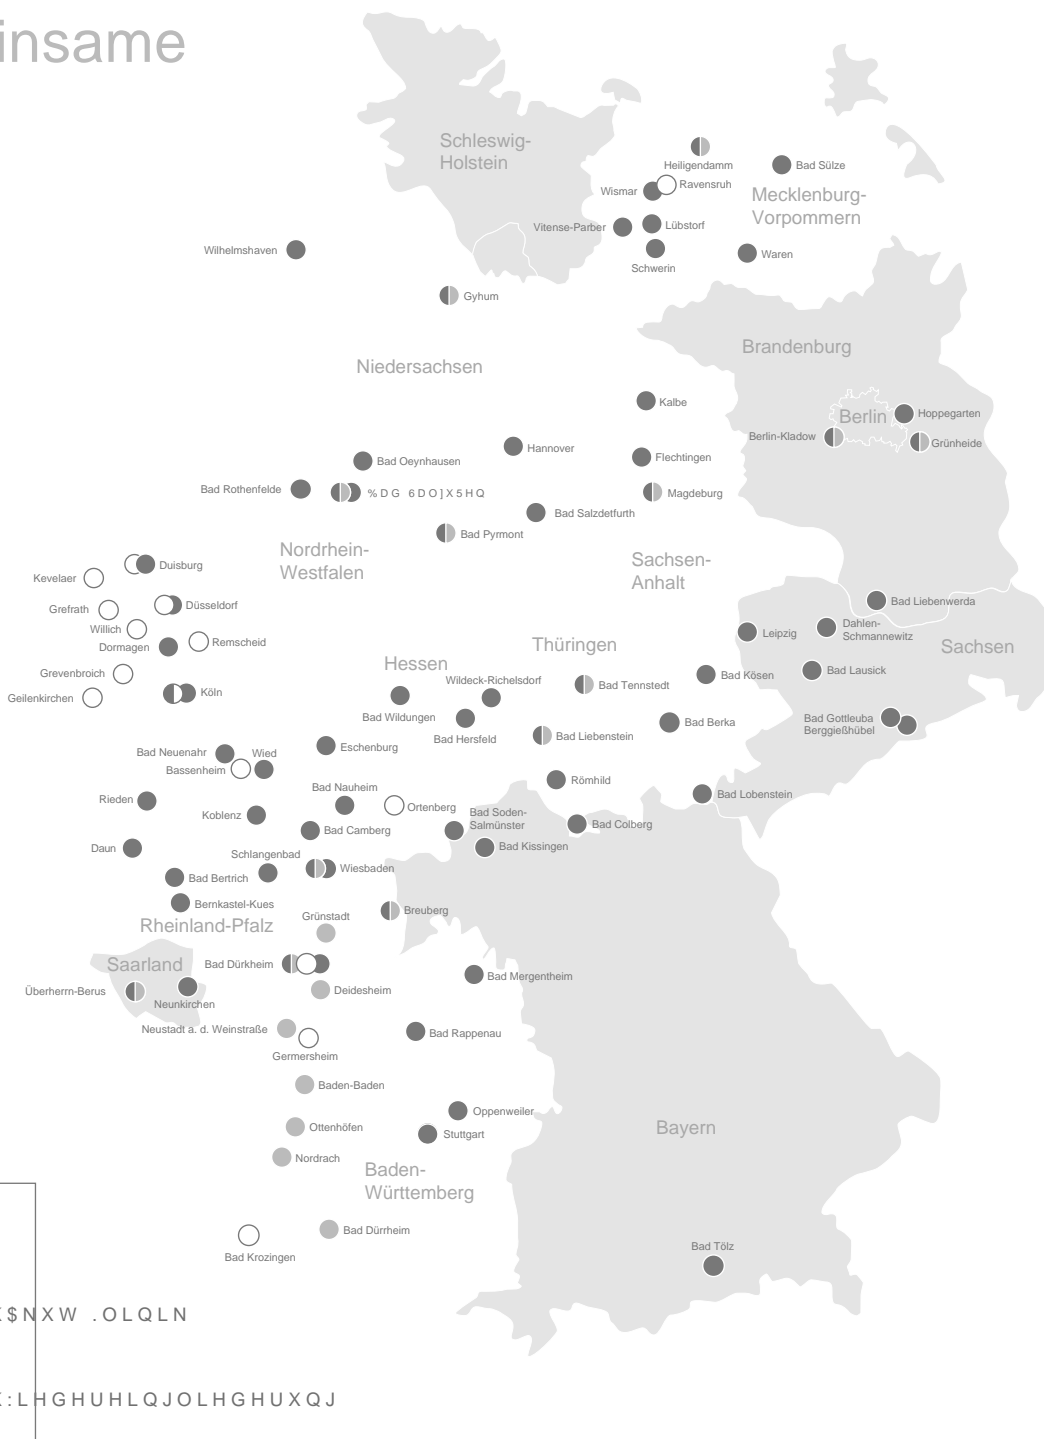 insame
Schleswig-
Holstein
Heiligendamm
Bad Sülze
Wismar
Ravensruh
Mecklenburg-
Vorpommern
Vitense-Parber
Lübstorf
Wilhelmshaven
Waren
Schwerin
Gyhum
Brandenburg
Niedersachsen
Kalbe
Berlin
Hoppegarten
Berlin-Kladow
Grünheide
Hannover
Bad Oeynhausen
Flechtingen
Bad Rothenfelde
%DG 6DO]X5HQ
Magdeburg
Bad Salzdetfurth
Bad Pyrmont
Nordrhein-
Westfalen
Sachsen-
Anhalt
Duisburg
Kevelaer
Grefrath
Düsseldorf
Bad Liebenwerda
Willich
Dormagen
Remscheid
Leipzig
Dahlen-
Schmannewitz
Thüringen
Sachsen
Hessen
Grevenbroich
Wildeck-Richelsdorf
Bad Tennstedt
Bad Kösen
Bad Lausick
Geilenkirchen
Köln
Bad Wildungen
Bad Hersfeld
Bad Liebenstein
Bad Berka
Bad Gottleuba
Berggießhübel
Eschenburg
Bad Neuenahr
Wied
Bassenheim
Römhild
Bad Nauheim
Rieden
Ortenberg
Bad Lobenstein
Koblenz
Bad Soden-
Salmünster
Bad Camberg
Bad Colberg
Daun
Schlangenbad
Bad Kissingen
Wiesbaden
Bad Bertrich
Bernkastel-Kues
Breuberg
Grünstadt
Rheinland-Pfalz
Saarland
Bad Dürkheim
Bad Mergentheim
Überherrn-Berus
Neunkirchen
Deidesheim
Neustadt a. d. Weinstraße
Bad Rappenau
Germersheim
Baden-Baden
Oppenweiler
Ottenhöfen
Stuttgart
Bayern
Nordrach
Baden-
Württemberg
Bad Dürrheim
Bad Krozingen
Bad Tölz
$NXW .OLQLN
:LHGHUHLQJOLHGHUXQJ